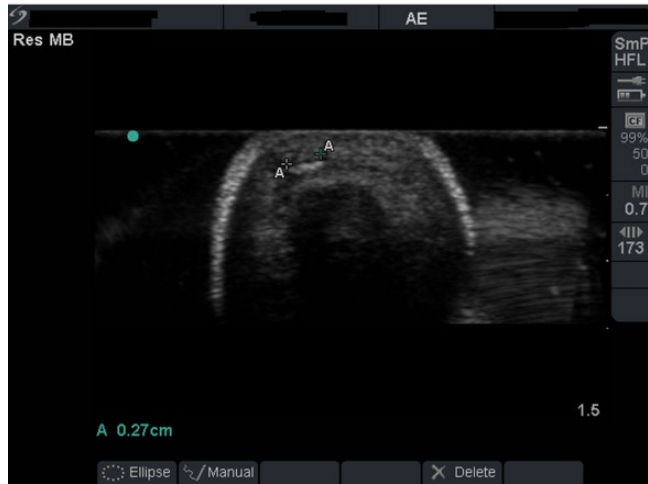 AE
Res MB
SmP
HFL
CF
99%
50
0
MI
0.7
173
A
A
1.5
A 0.27cm
Ellipse Manual Delete